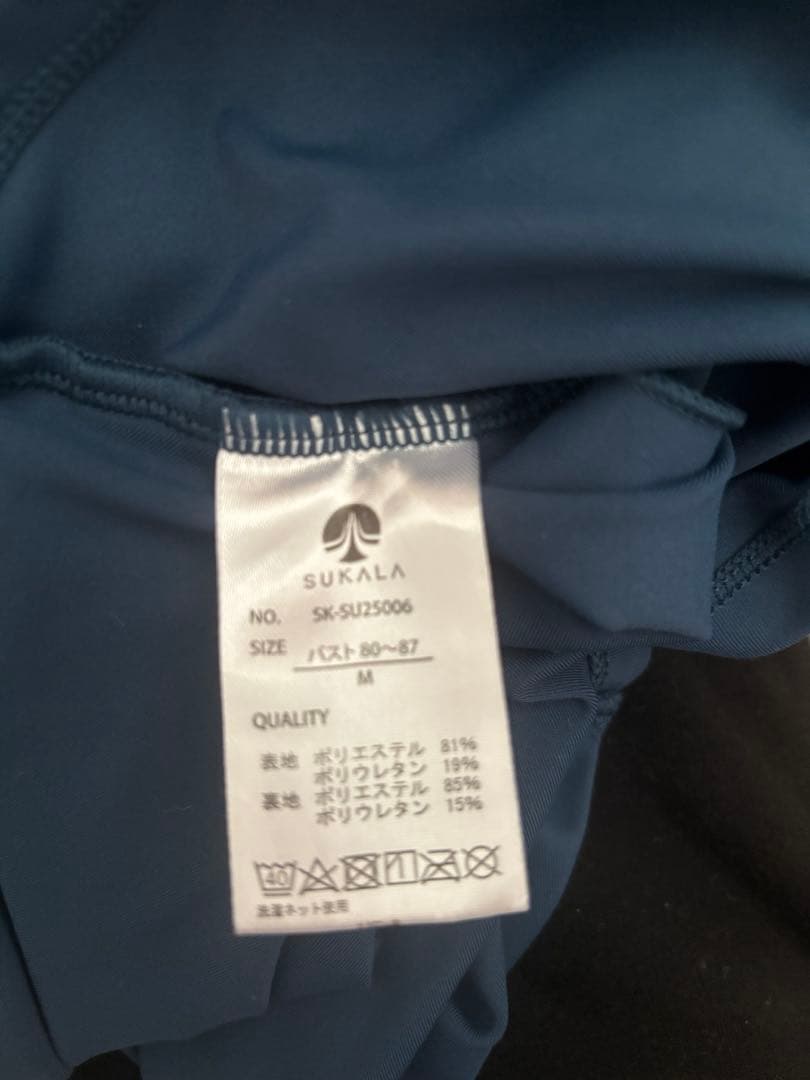 SUKALA
NO. SK-SU25006
SIZE バスト80〜87
M
QUALITY
表地 ポリエステル 81%
ポリウレタン 19%
裏地 ポリエステル 85%
ポリウレタン 15%
40
洗濯ネット使用